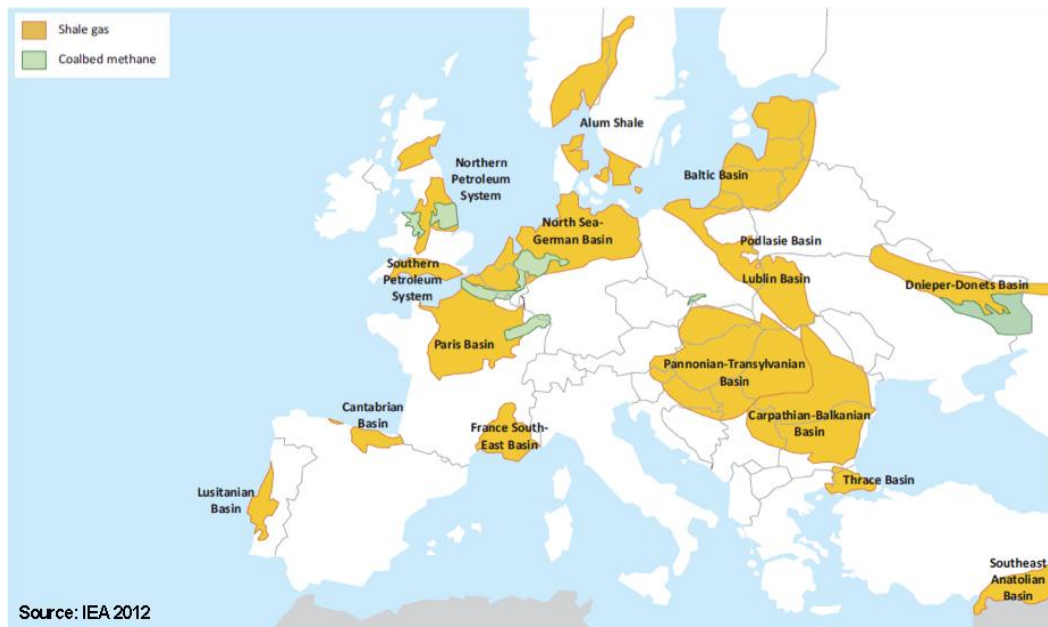 Shale gas
Coalbed methane
Alum Shale
Northern
Petroleum
System
Baltic Basin
North Sea-
German Basin
Podlasie Basin
Southern
Petroleum
System
Lublin Basin
Dnieper-Donets Basin
Paris Basin
Pannonian-Transylvanian
Basin
Cantabrian
Basin
France South-
East Basin
Carpathian-Balkanian
Basin
Lusitanian
Basin
Thrace Basin
Southeast
Anatolian
Basin
Source: IEA 2012